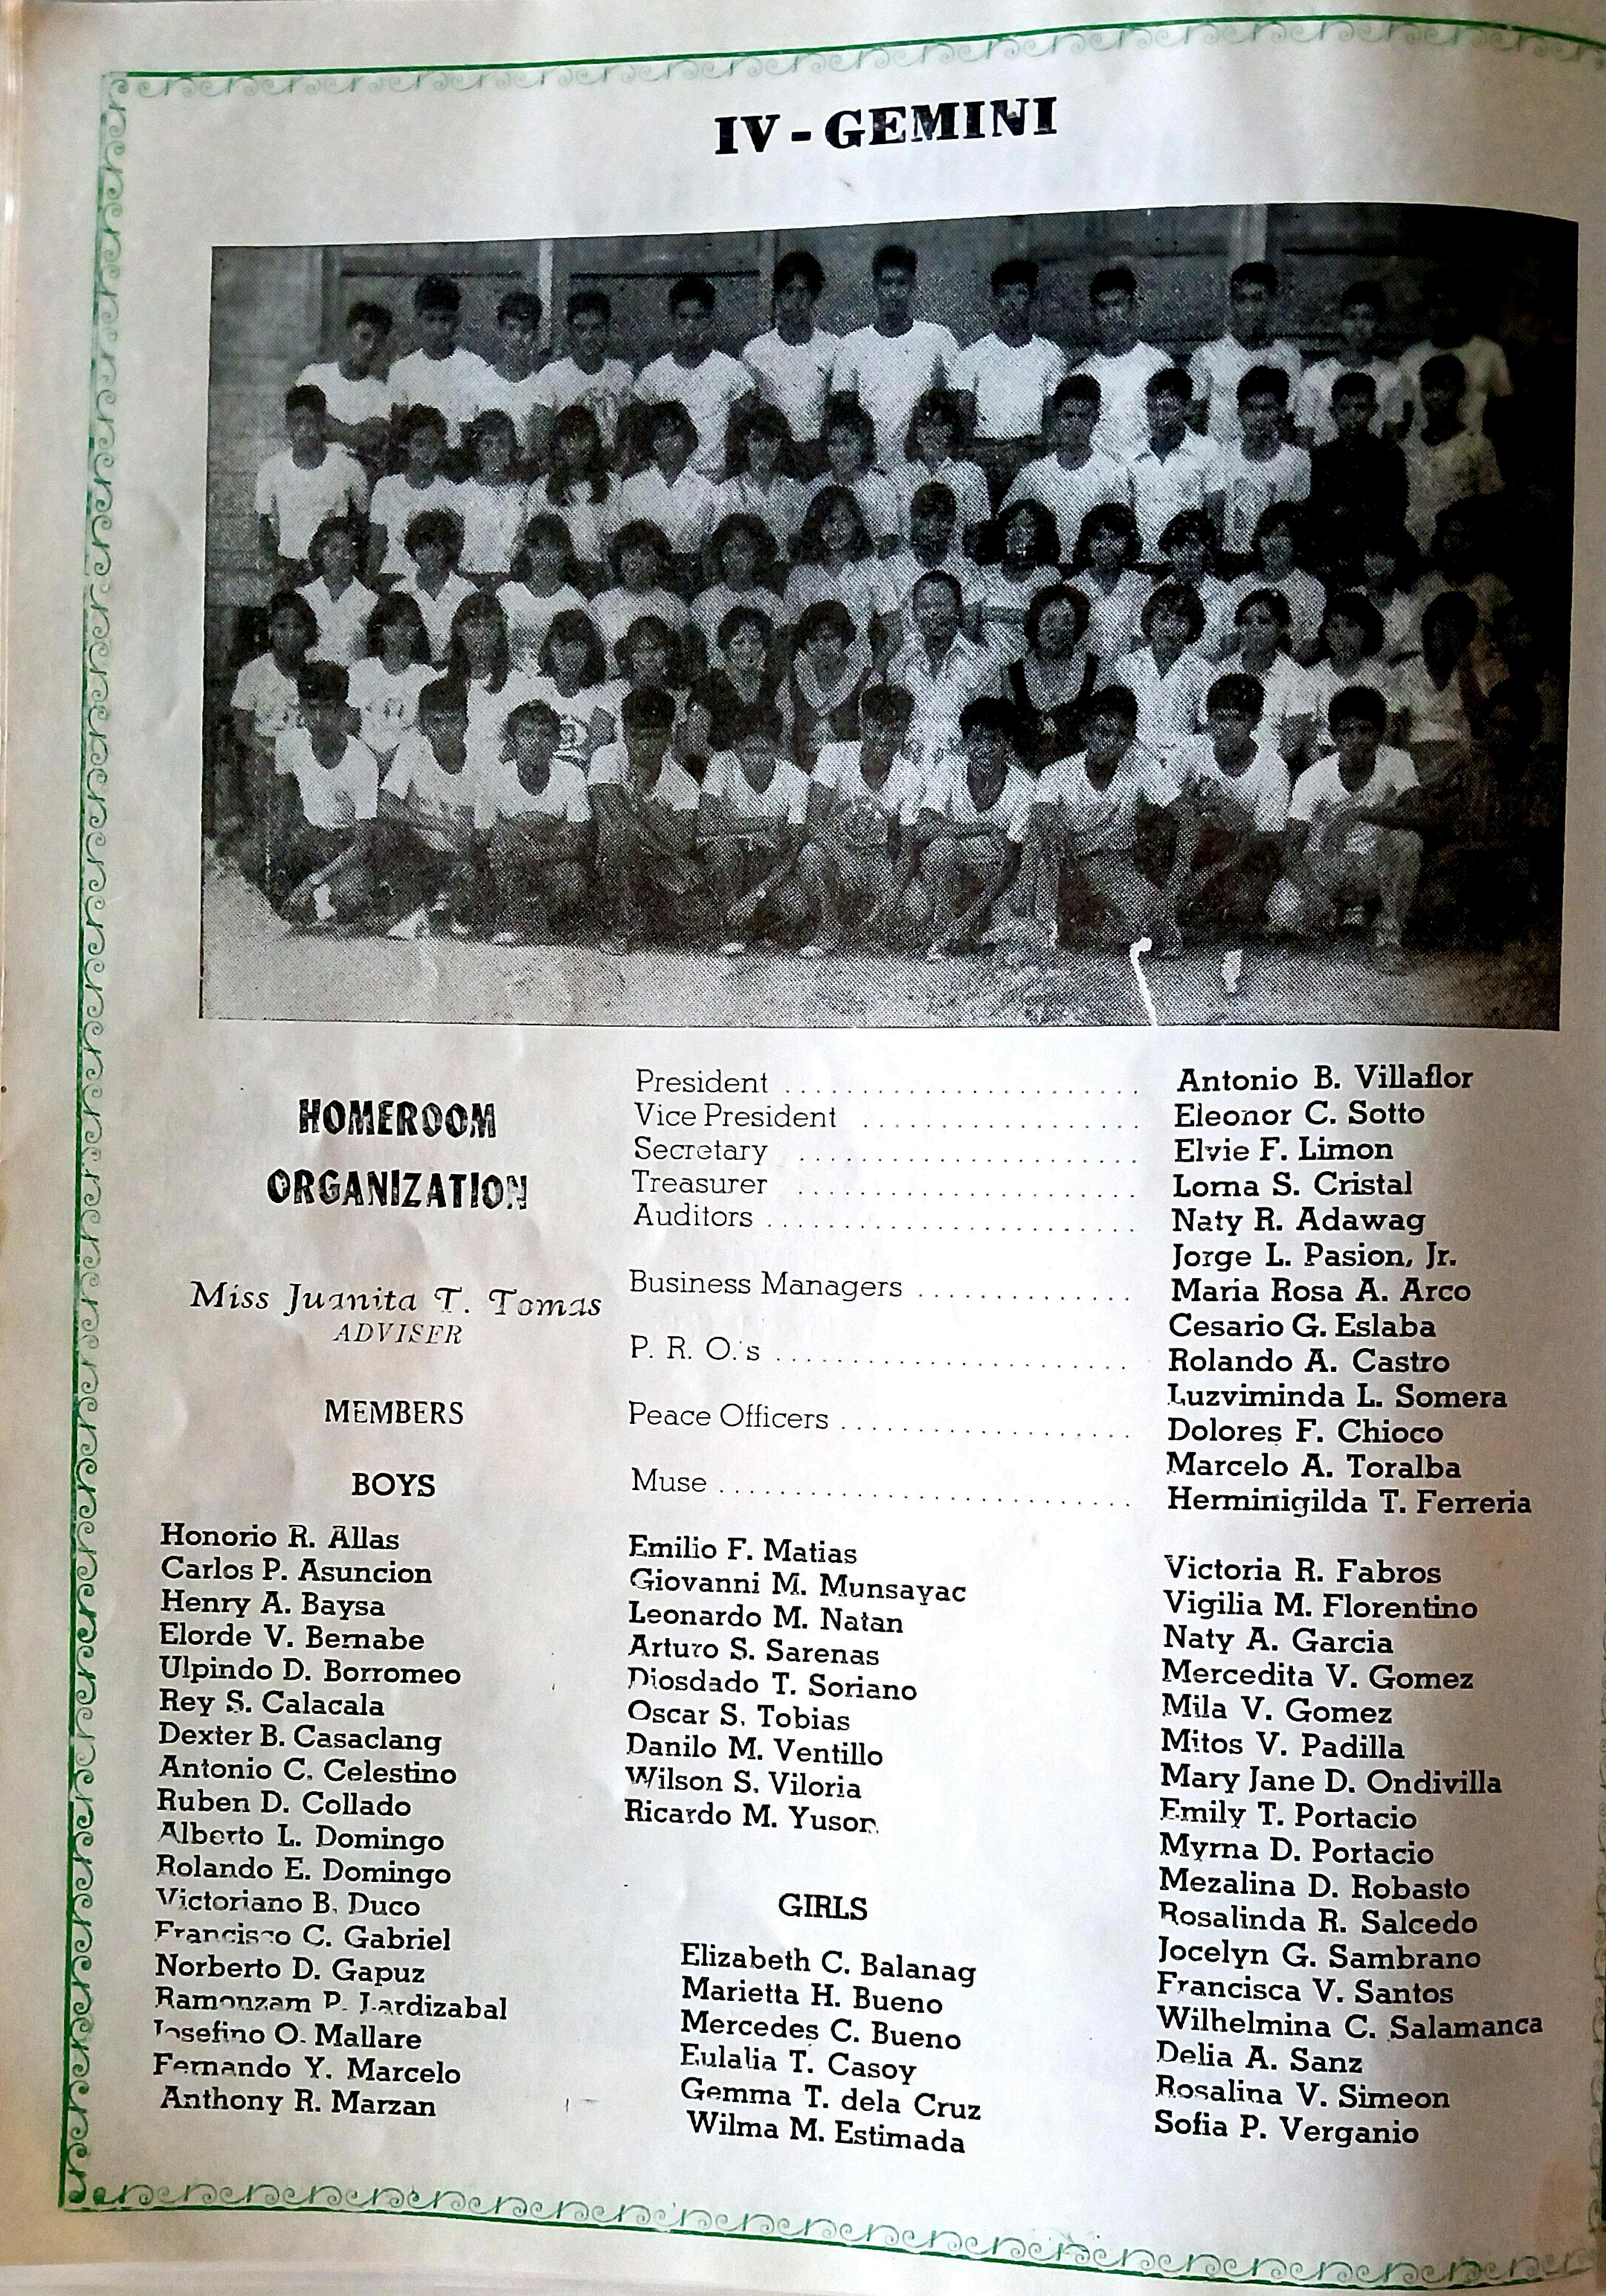 IV - GEMINI
HOMEROOM
ORGANIZATION
Miss Juanita T. Tomas
ADVISER
President ........................ Antonio B. Villaflor
Vice President ................... Eleonor C. Sotto
Secretary ....................... Elvie F. Limon
Treasurer ....................... Lorna S. Cristal
Auditors ......................... Naty R. Adawag
Jorge L. Pasion, Jr.
Business Managers .............. Maria Rosa A. Arco
Cesario G. Eslaba
P. R. O.'s ........................ Rolando A. Castro
Luzviminda L. Somera
Peace Officers .................... Dolores F. Chioco
Marcelo A. Toralba
Muse ............................ Herminigilda T. Ferreria
MEMBERS
BOYS
Honorio R. Allas
Carlos P. Asuncion
Henry A. Baysa
Elorde V. Bernabe
Ulpindo D. Borromeo
Rey S. Calacala
Dexter B. Casaclang
Antonio C. Celestino
Ruben D. Collado
Alberto L. Domingo
Rolando E. Domingo
Victoriano B. Duco
Francisco C. Gabriel
Norberto D. Gapuz
Ramonzam P. Lardizabal
Josefino O. Mallare
Fernando Y. Marcelo
Anthony R. Marzan
Emilio F. Matias
Giovanni M. Munsayac
Leonardo M. Natan
Arturo S. Sarenas
Diosdado T. Soriano
Oscar S. Tobias
Danilo M. Ventillo
Wilson S. Viloria
Ricardo M. Yuson
GIRLS
Elizabeth C. Balanag
Marietta H. Bueno
Mercedes C. Bueno
Eulalia T. Casoy
Gemma T. dela Cruz
Wilma M. Estimada
Victoria R. Fabros
Vigilia M. Florentino
Naty A. Garcia
Mercedita V. Gomez
Mila V. Gomez
Mitos V. Padilla
Mary Jane D. Ondivilla
Emily T. Portacio
Myrna D. Portacio
Mezalina D. Robasto
Rosalinda R. Salcedo
Jocelyn G. Sambrano
Francisca V. Santos
Wilhelmina C. Salamanca
Delia A. Sanz
Rosalina V. Simeon
Sofia P. Verganio